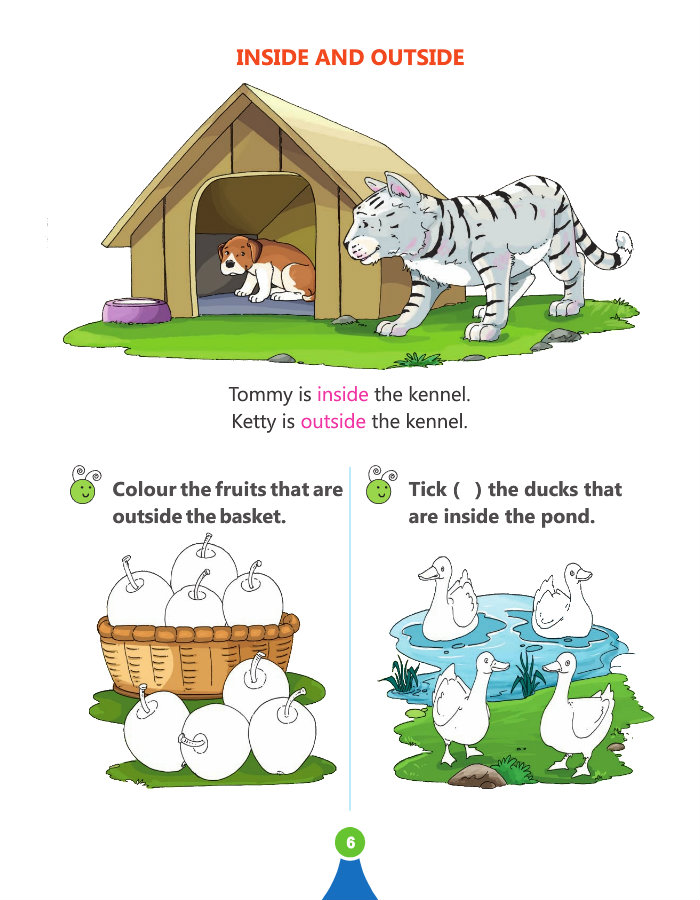 INSIDE AND OUTSIDE
Tommy is inside the kennel.
Ketty is outside the kennel.
Colour the fruits that are
outside the basket.
Tick (  ) the ducks that
are inside the pond.
6